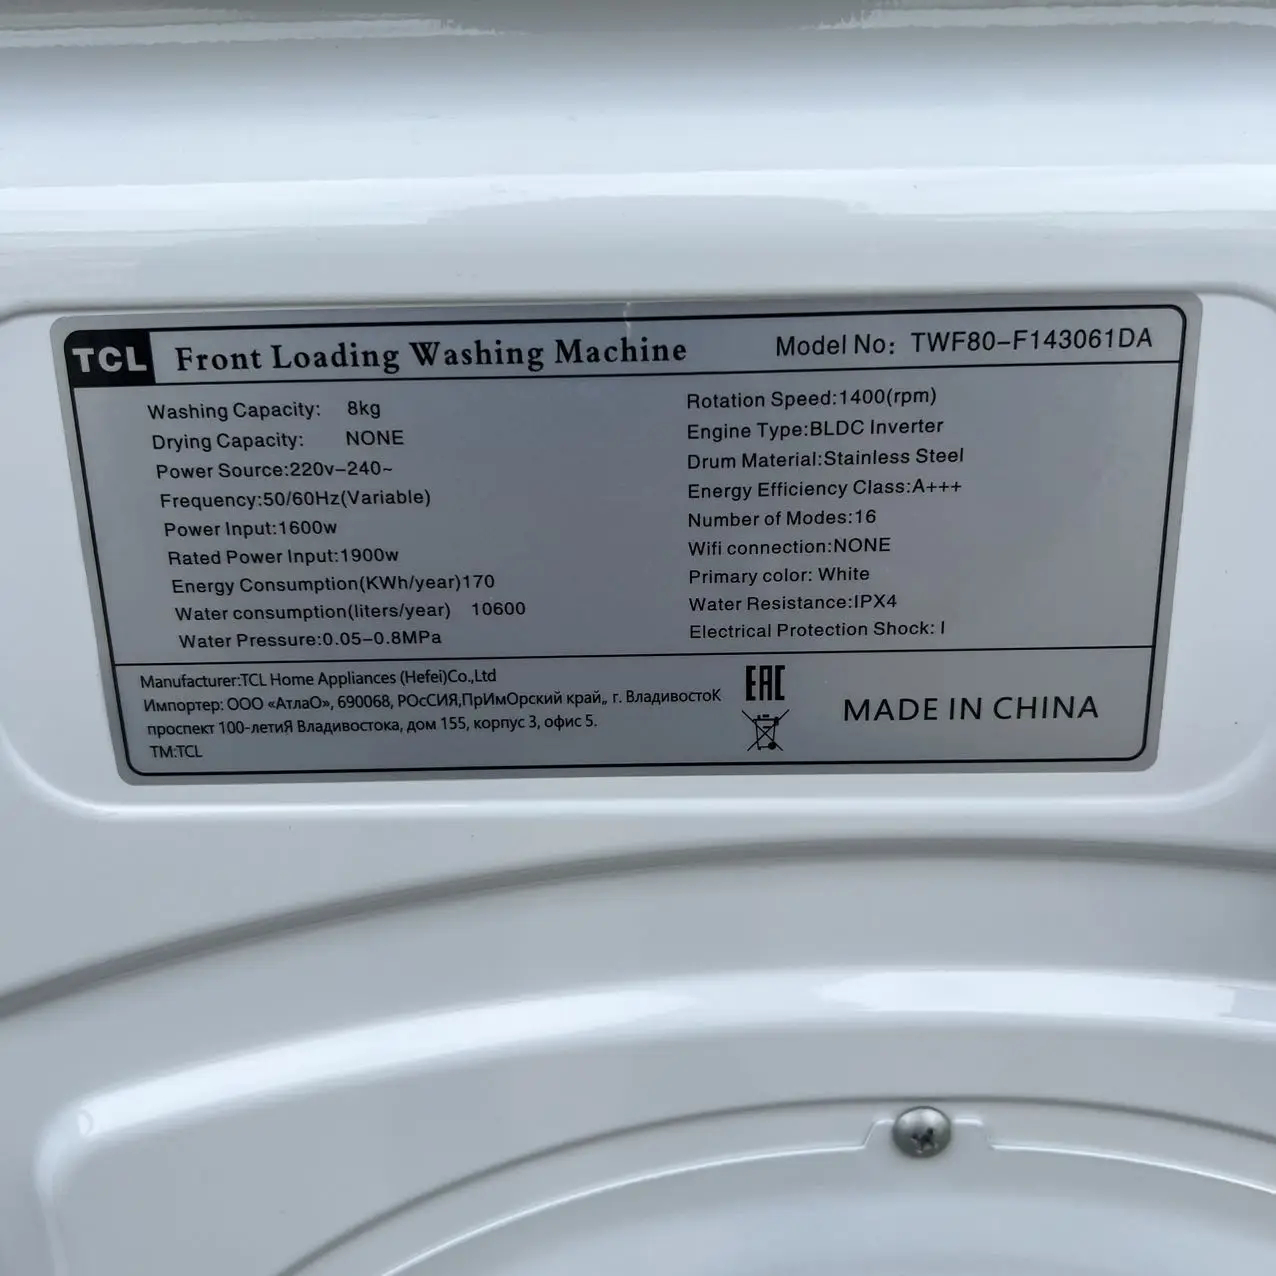 TCL Front Loading Washing Machine Model No: TWF80-F143061DA
Washing Capacity: 8kg
Drying Capacity: NONE
Power Source:220v-240~
Frequency:50/60Hz(Variable)
Power Input:1600w
Rated Power Input:1900w
Energy Consumption(KWh/year)170
Water consumption(liters/year) 10600
Water Pressure:0.05-0.8MPa
Rotation Speed:1400(rpm)
Engine Type:BLDC Inverter
Drum Material:Stainless Steel
Energy Efficiency Class:A+++
Number of Modes:16
Wifi connection:NONE
Primary color: White
Water Resistance:IPX4
Electrical Protection Shock: I
Manufacturer:TCL Home Appliances (Hefei)Co.,Ltd
Импортер: ООО «АтлаО», 690068, РОсСИЯ,ПрИмОрский край,, г. ВладивостоК
проспект 100-летиЯ Владивостока, дом 155, корпус 3, офис 5.
TM:TCL
EAC
MADE IN CHINA